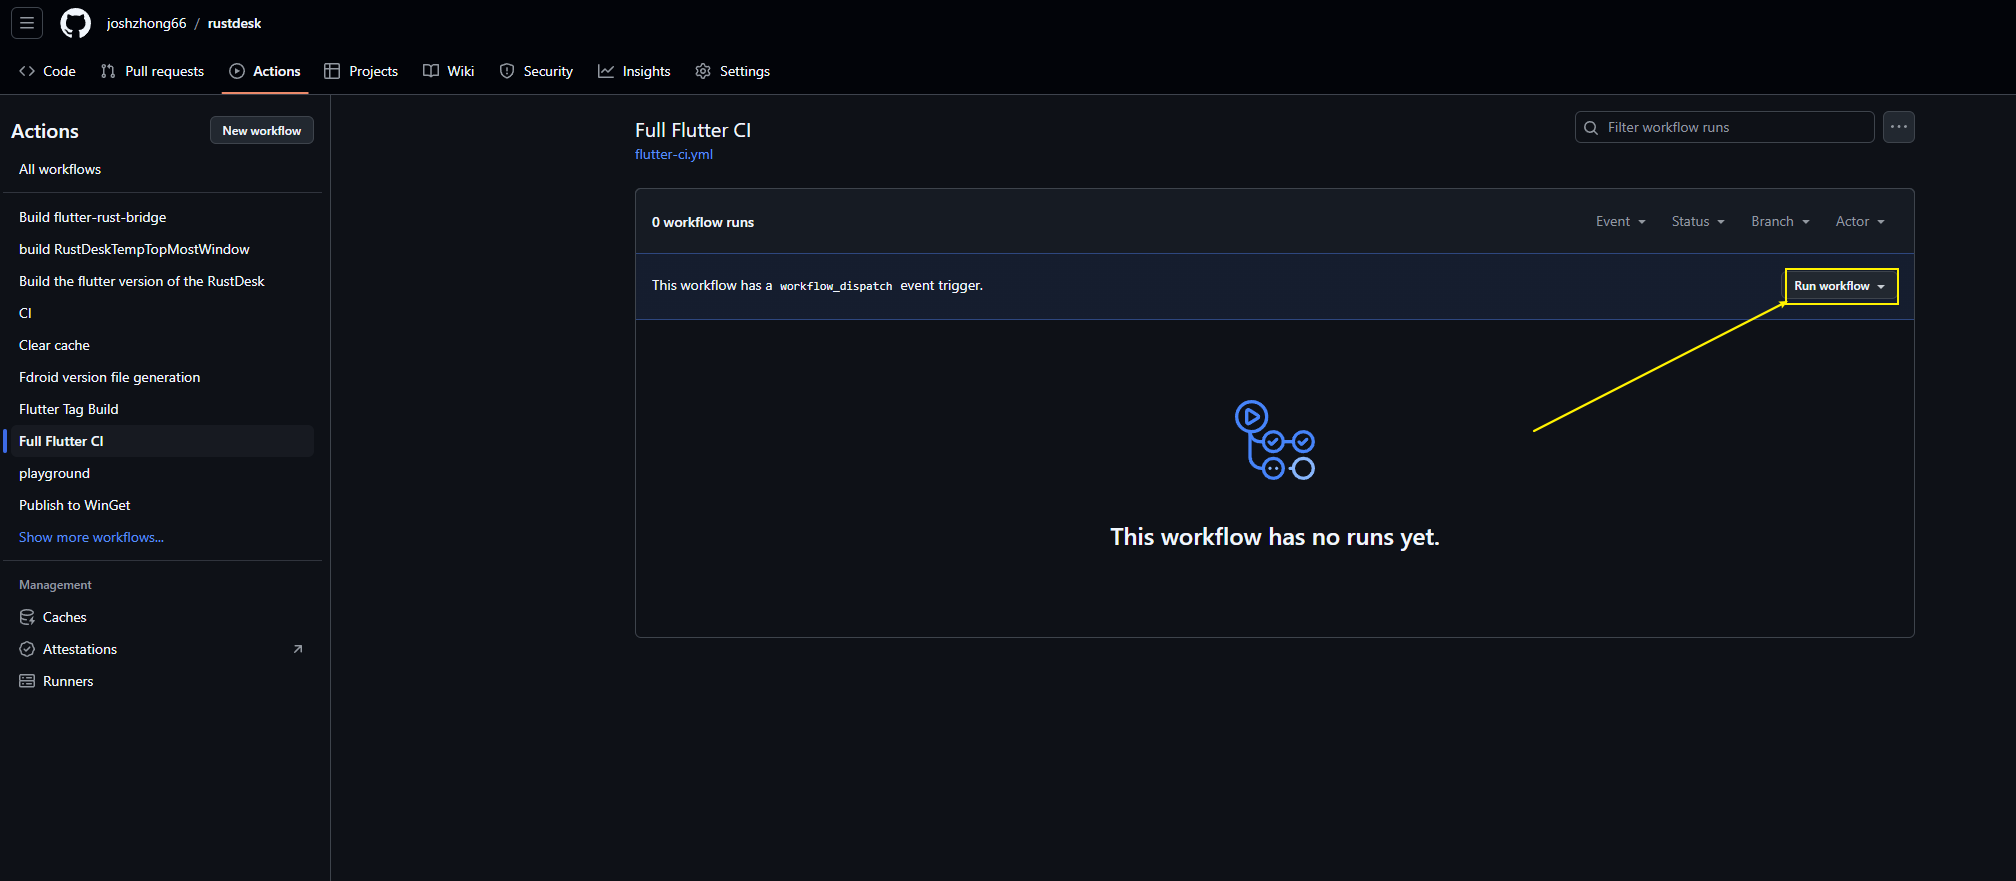 joshzhong66 / rustdesk
Code Pull requests Actions Projects Wiki Security Insights Settings
Actions
New workflow
All workflows
Build flutter-rust-bridge
build RustDeskTempTopMostWindow
Build the flutter version of the RustDesk
CI
Clear cache
Fdroid version file generation
Flutter Tag Build
Full Flutter CI
playground
Publish to WinGet
Show more workflows...
Management
Caches
Attestations
Runners
Full Flutter CI
flutter-ci.yml
Filter workflow runs
0 workflow runs
Event Status Branch Actor
This workflow has a workflow_dispatch event trigger.
Run workflow
This workflow has no runs yet.